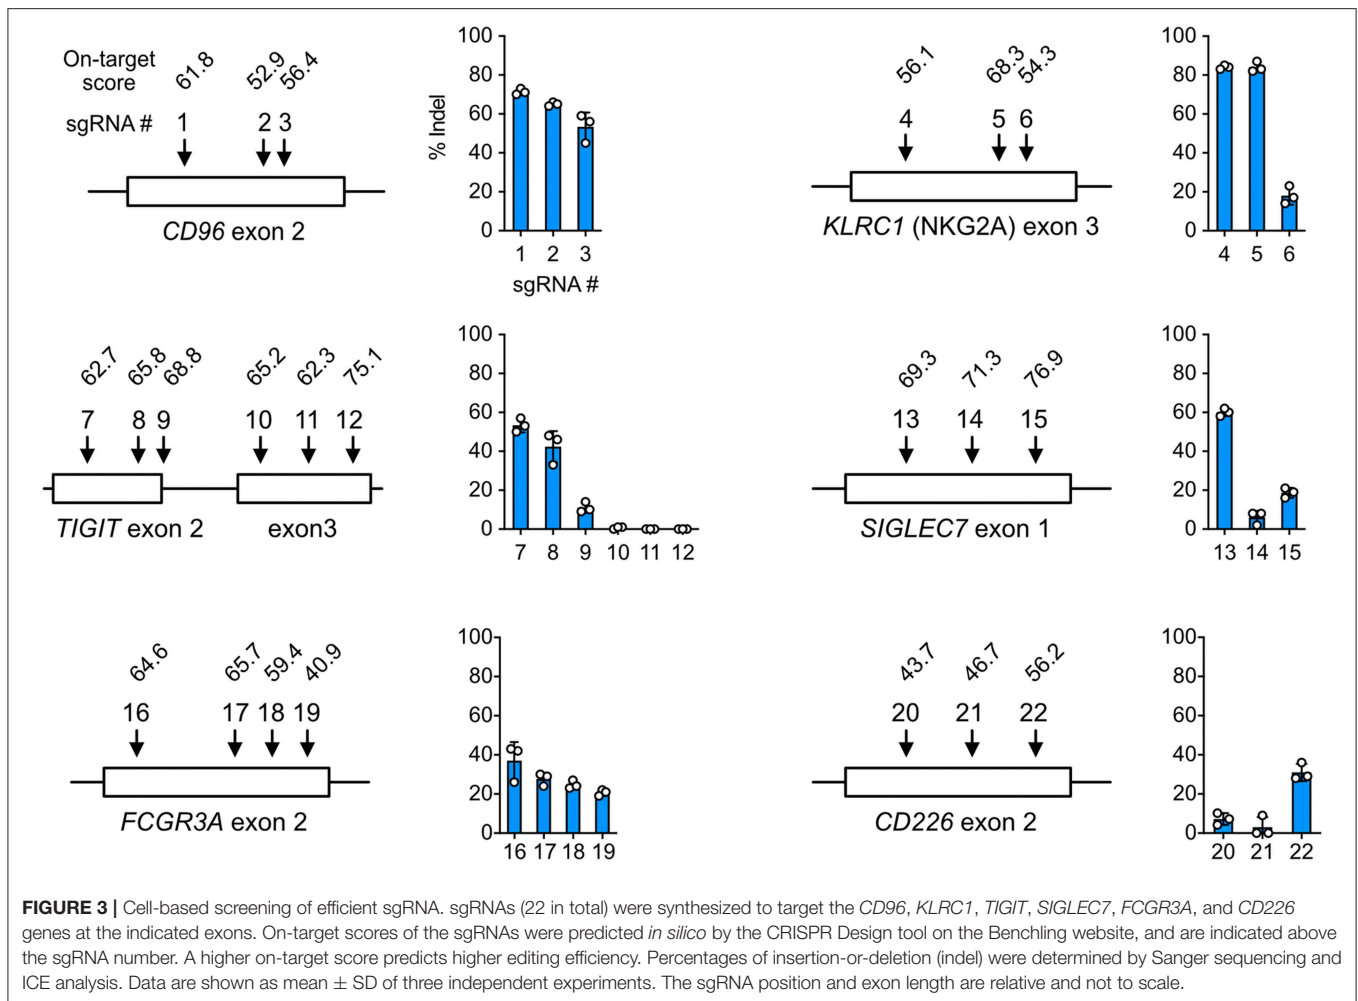 On-target score 61.8 52.9 56.4
sgRNA # 1 2 3
CD96 exon 2
% Indel
100
80
60
40
20
0
1 2 3
sgRNA #
56.1 68.3 54.3
4 5 6
KLRC1 (NKG2A) exon 3
100
80
60
40
20
0
4 5 6
62.7 65.8 68.8 65.2 62.3 75.1
7 8 9 10 11 12
TIGIT exon 2 exon3
100
80
60
40
20
0
7 8 9 10 11 12
69.3 71.3 76.9
13 14 15
SIGLEC7 exon 1
100
80
60
40
20
0
13 14 15
64.6 65.7 59.4 40.9
16 17 18 19
FCGR3A exon 2
100
80
60
40
20
0
16 17 18 19
43.7 46.7 56.2
20 21 22
CD226 exon 2
100
80
60
40
20
0
20 21 22
FIGURE 3 | Cell-based screening of efficient sgRNA. sgRNAs (22 in total) were synthesized to target the CD96, KLRC1, TIGIT, SIGLEC7, FCGR3A, and CD226
genes at the indicated exons. On-target scores of the sgRNAs were predicted in silico by the CRISPR Design tool on the Benchling website, and are indicated above
the sgRNA number. A higher on-target score predicts higher editing efficiency. Percentages of insertion-or-deletion (indel) were determined by Sanger sequencing and
ICE analysis. Data are shown as mean ± SD of three independent experiments. The sgRNA position and exon length are relative and not to scale.